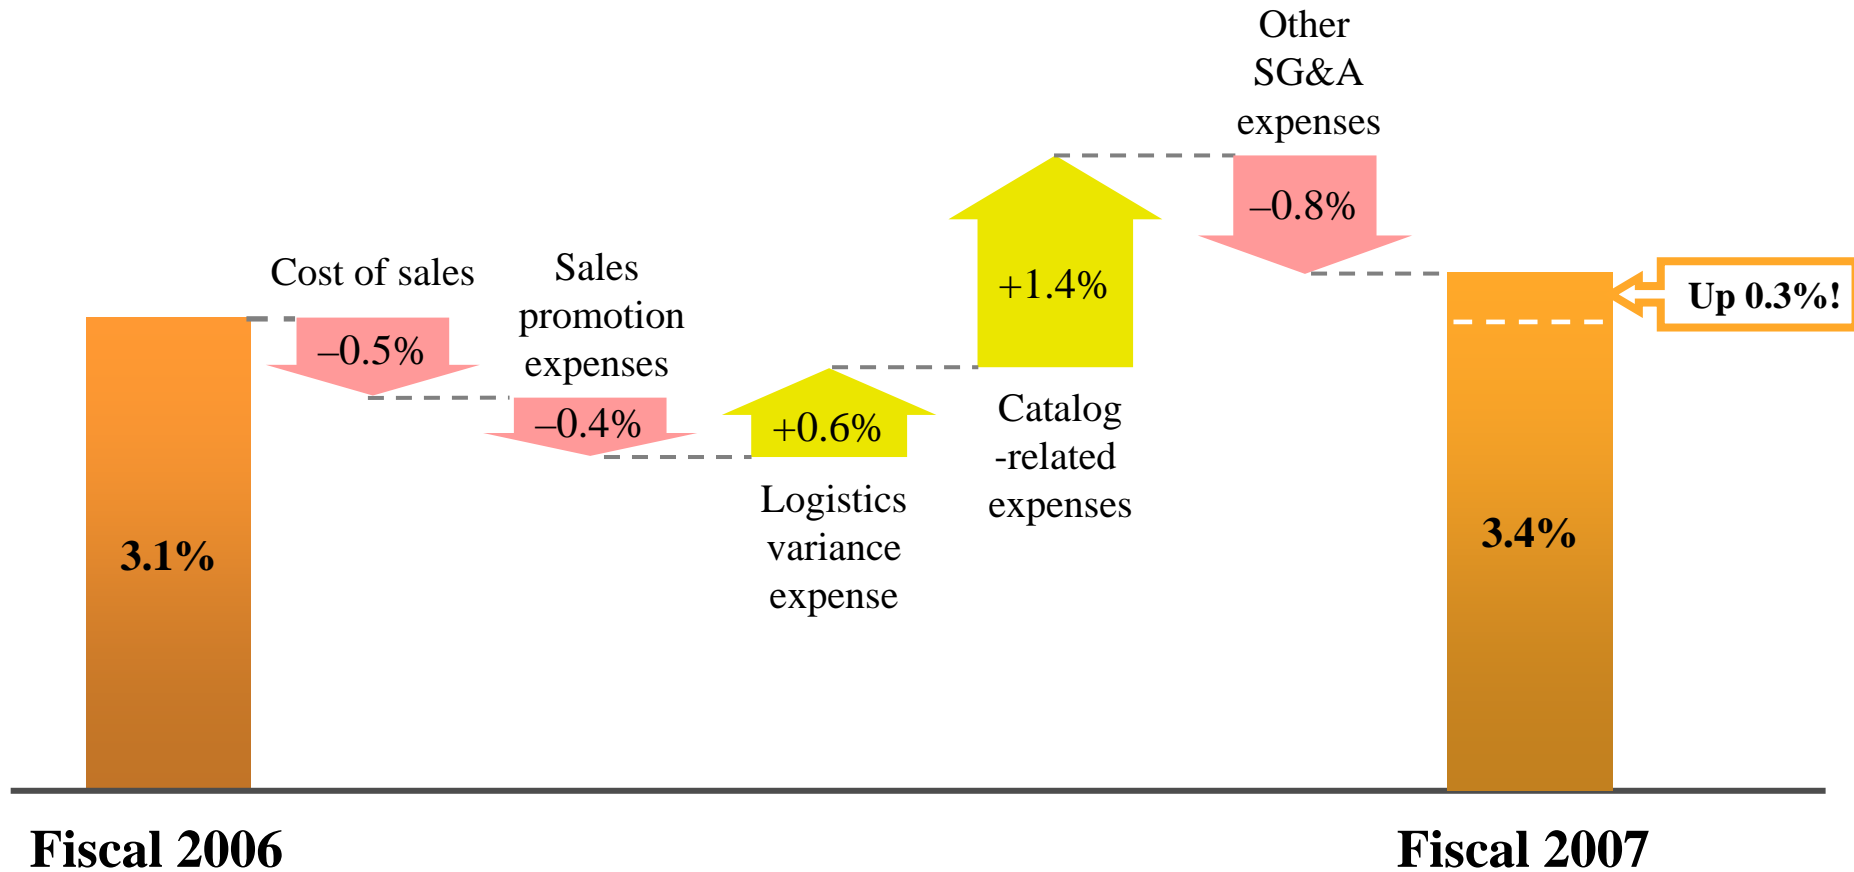 Other
SG&A
expenses
–0.8%
Cost of sales
–0.5%
Sales
promotion
expenses
–0.4%
+0.6%
Logistics
variance
expense
+1.4%
Catalog
-related
expenses
Up 0.3%!
3.1%
3.4%
Fiscal 2006
Fiscal 2007